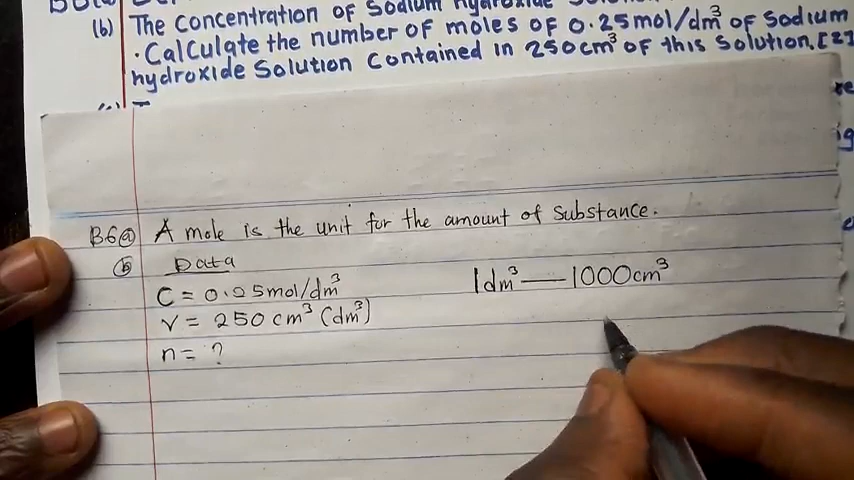 (b) The Concentration of Sodium Hydroxide
. Calculate the number of moles of 0.25mol/dm³ of Sodium
hydroxide Solution Contained in 250cm³ of this Solution. [2]
B6(a) A mole is the unit for the amount of Substance.
(b) Data
C = 0.25mol/dm³
1dm³ — 1000cm³
V = 250 cm³ (dm³)
n = ?